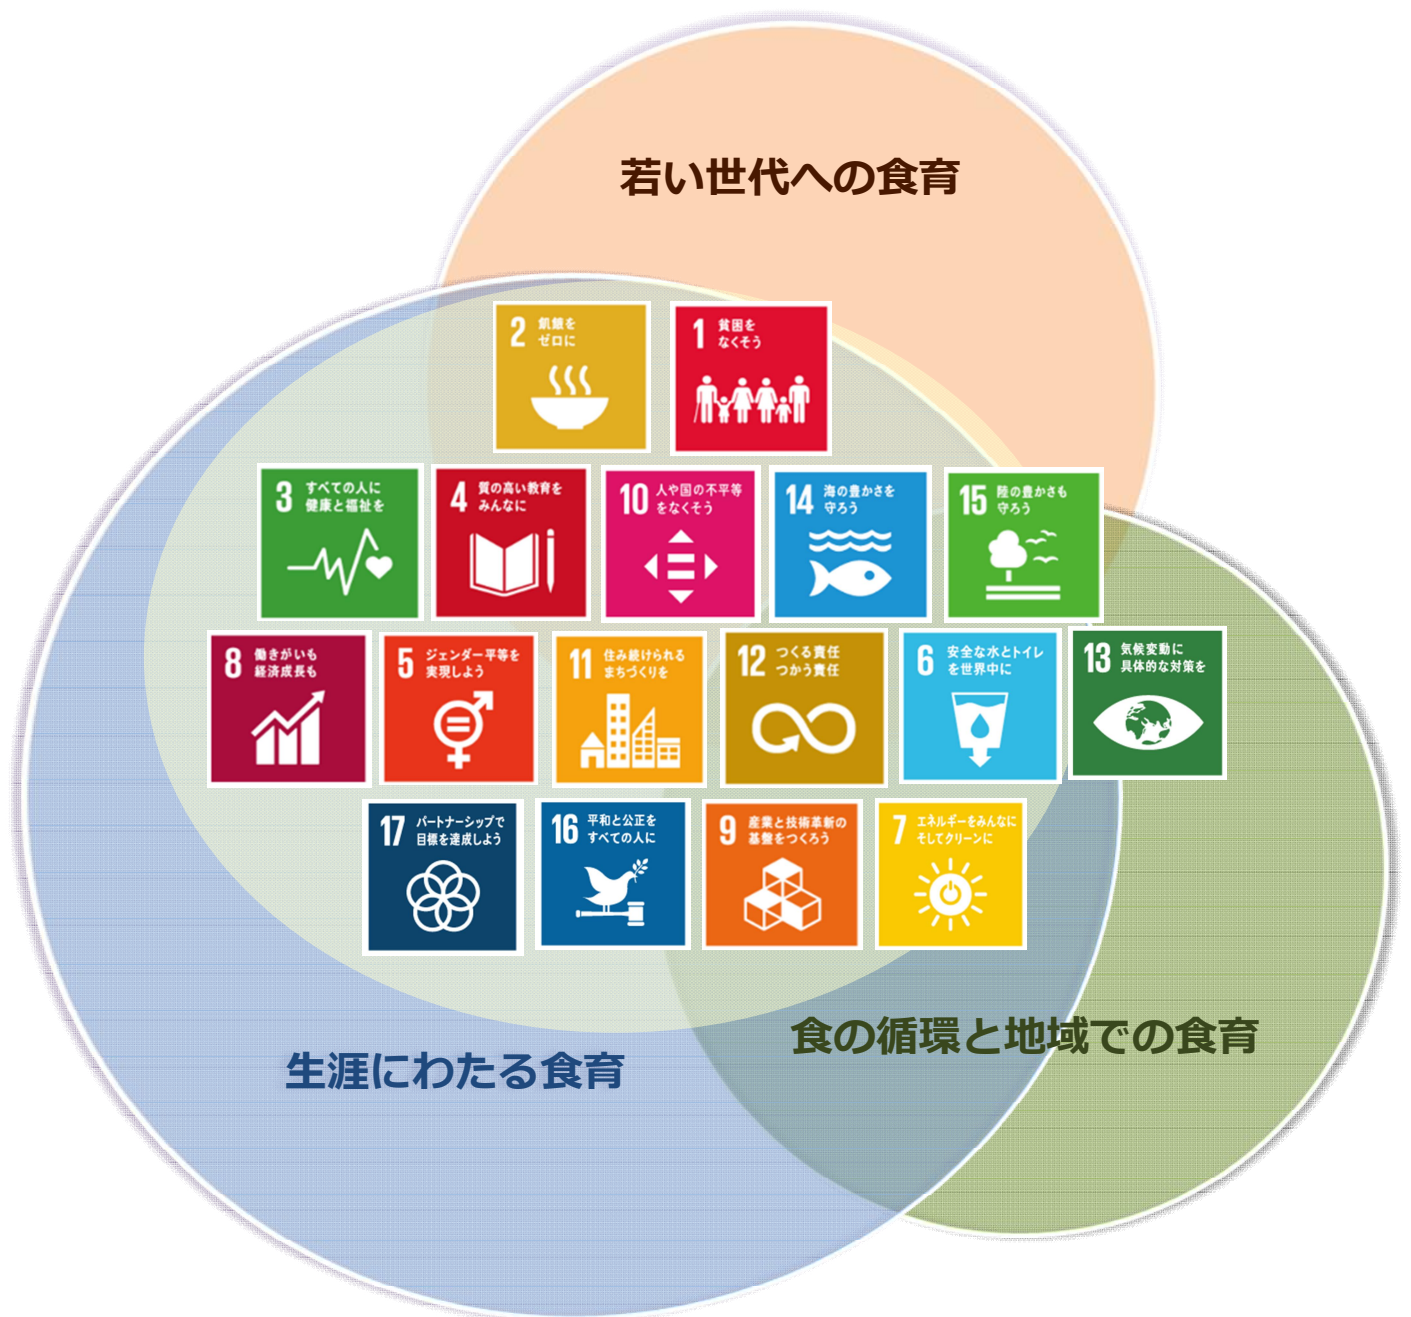 若い世代への食育
2 飢餓を
ゼロに
1 貧困を
なくそう
3 すべての人に
健康と福祉を
4 質の高い教育を
みんなに
10 人や国の不平等
をなくそう
14 海の豊かさを
守ろう
15 陸の豊かさも
守ろう
8 働きがいも
経済成長も
5 ジェンダー平等を
実現しよう
11 住み続けられる
まちづくりを
12 つくる責任
つかう責任
6 安全な水とトイレ
を世界中に
13 気候変動に
具体的な対策を
17 パートナーシップで
目標を達成しよう
16 平和と公正を
すべての人に
9 産業と技術革新の
基盤をつくろう
7 エネルギーをみんなに
そしてクリーンに
食の循環と地域での食育
生涯にわたる食育